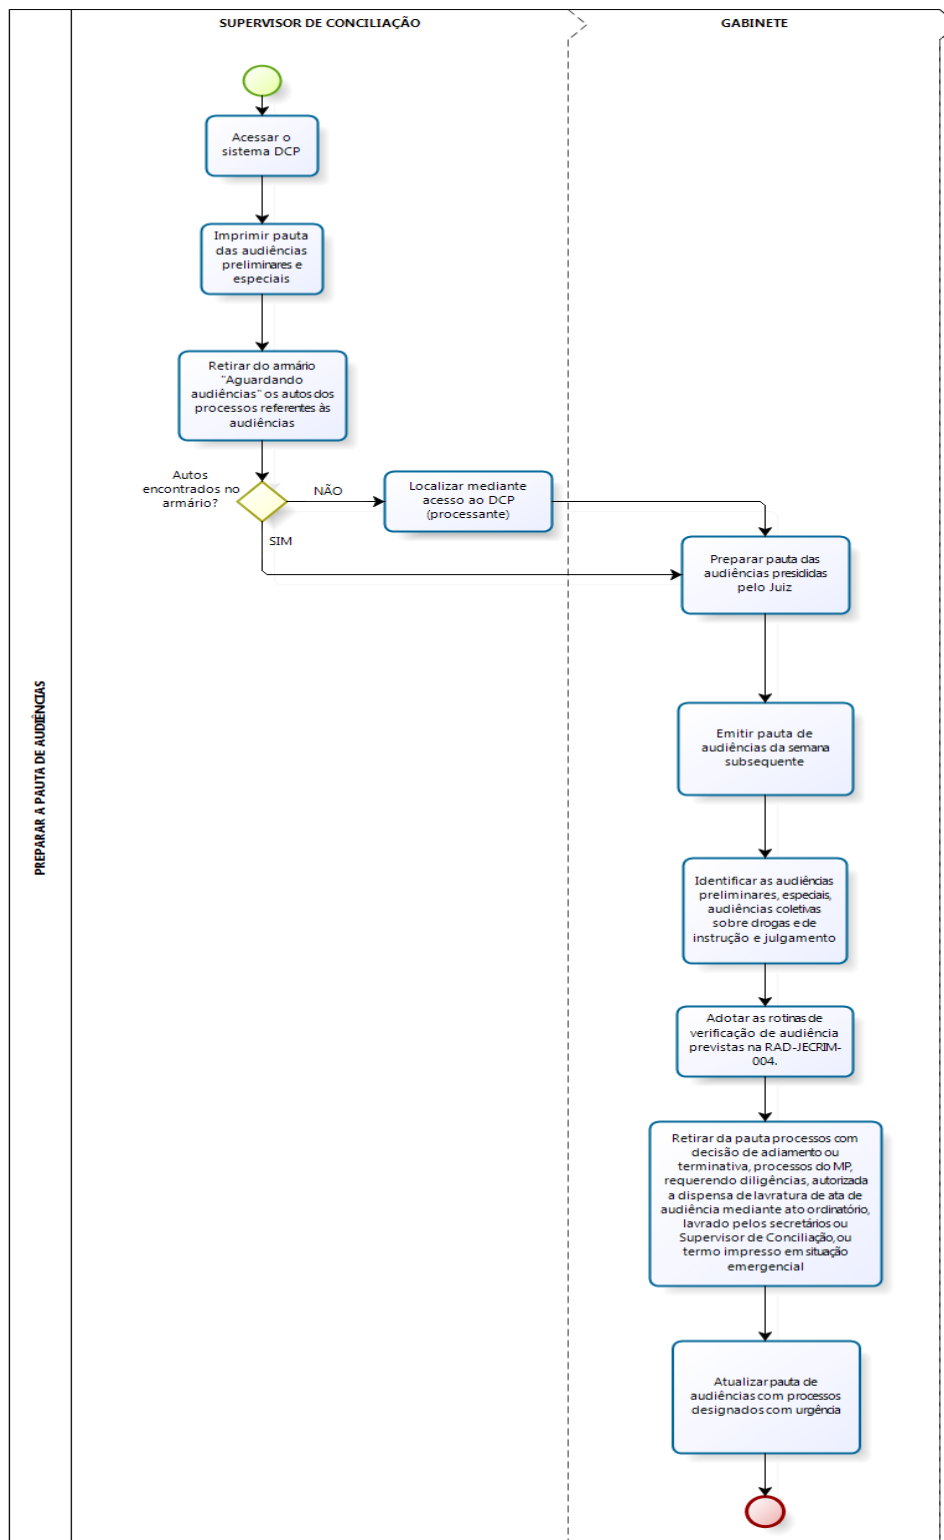 SUPERVISOR DE CONCILIAÇÃO
GABINETE
PREPARAR A PAUTA DE AUDIÊNCIAS
Acessar o
sistema DCP
Imprimir pauta
das audiências
preliminares e
especiais
Retirar do armário
"Aguardando
audiências" os autos dos
processos referentes às
audiências
Autos
encontrados no
armário?
NÃO
SIM
Localizar mediante
acesso ao DCP
(processante)
Preparar pauta das
audiências presididas
pelo Juiz
Emitir pauta de
audiências da semana
subsequente
Identificar as audiências
preliminares, especiais,
audiências coletivas
sobre drogas e de
instrução e julgamento
Adotar as rotinas de
verificação de audiência
previstas na RAD-JECRIM-
004.
Retirar da pauta processos com
decisão de adiamento ou
terminativa, processos do MP,
requerendo diligências, autorizada
a dispensa de lavratura de ata de
audiência mediante ato ordinatório,
lavrado pelos secretários ou
Supervisor de Conciliação, ou
termo impresso em situação
emergencial
Atualizar pauta de
audiências com processos
designados com urgência